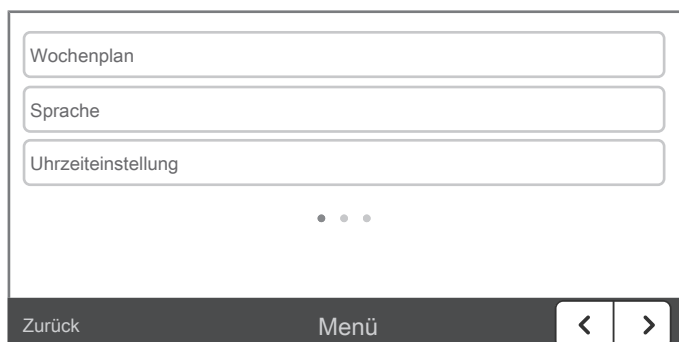 Wochenplan
Sprache
Uhrzeiteinstellung
Zurück Menü